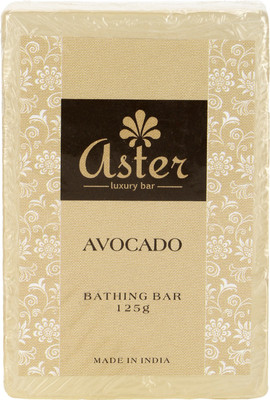 aster
luxury bar
AVOCADO
BATHING BAR
125g
MADE IN INDIA